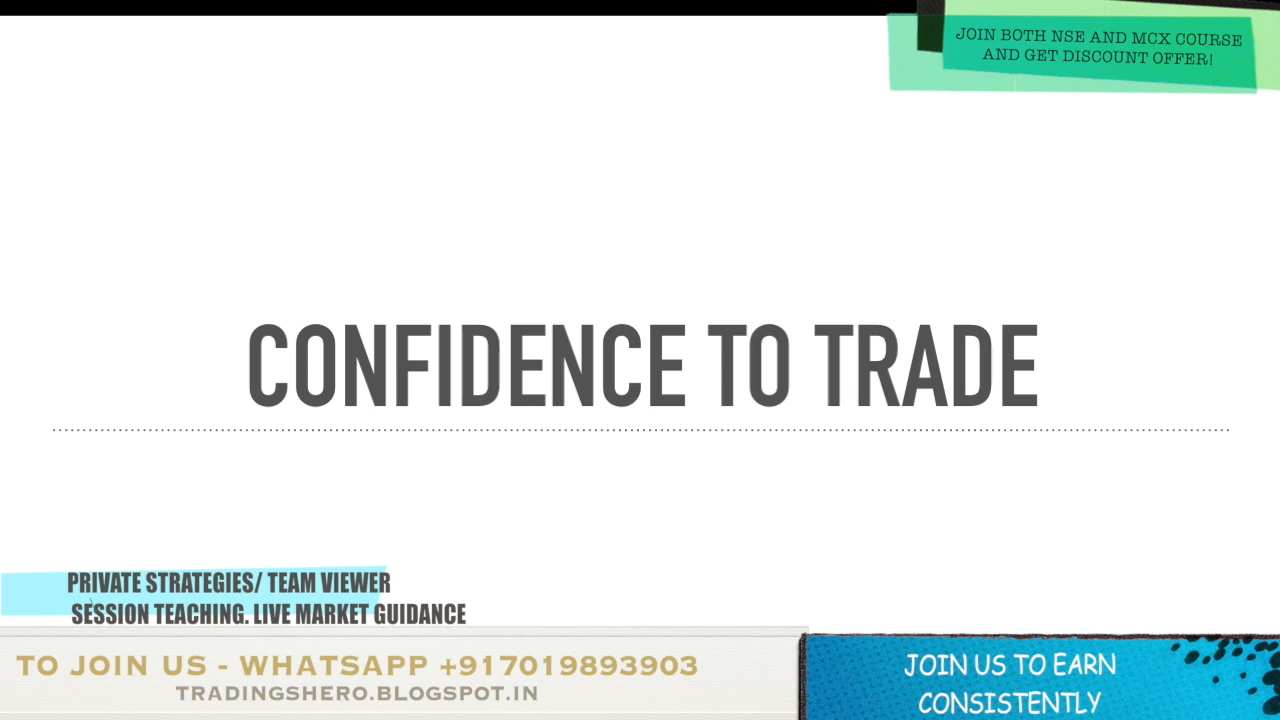 JOIN BOTH NSE AND MCX COURSE
AND GET DISCOUNT OFFER!
CONFIDENCE TO TRADE
PRIVATE STRATEGIES/ TEAM VIEWER
SESSION TEACHING. LIVE MARKET GUIDANCE
TO JOIN US - WHATSAPP +917019893903
TRADINGSHERO.BLOGSPOT.IN
JOIN US TO EARN
CONSISTENTLY